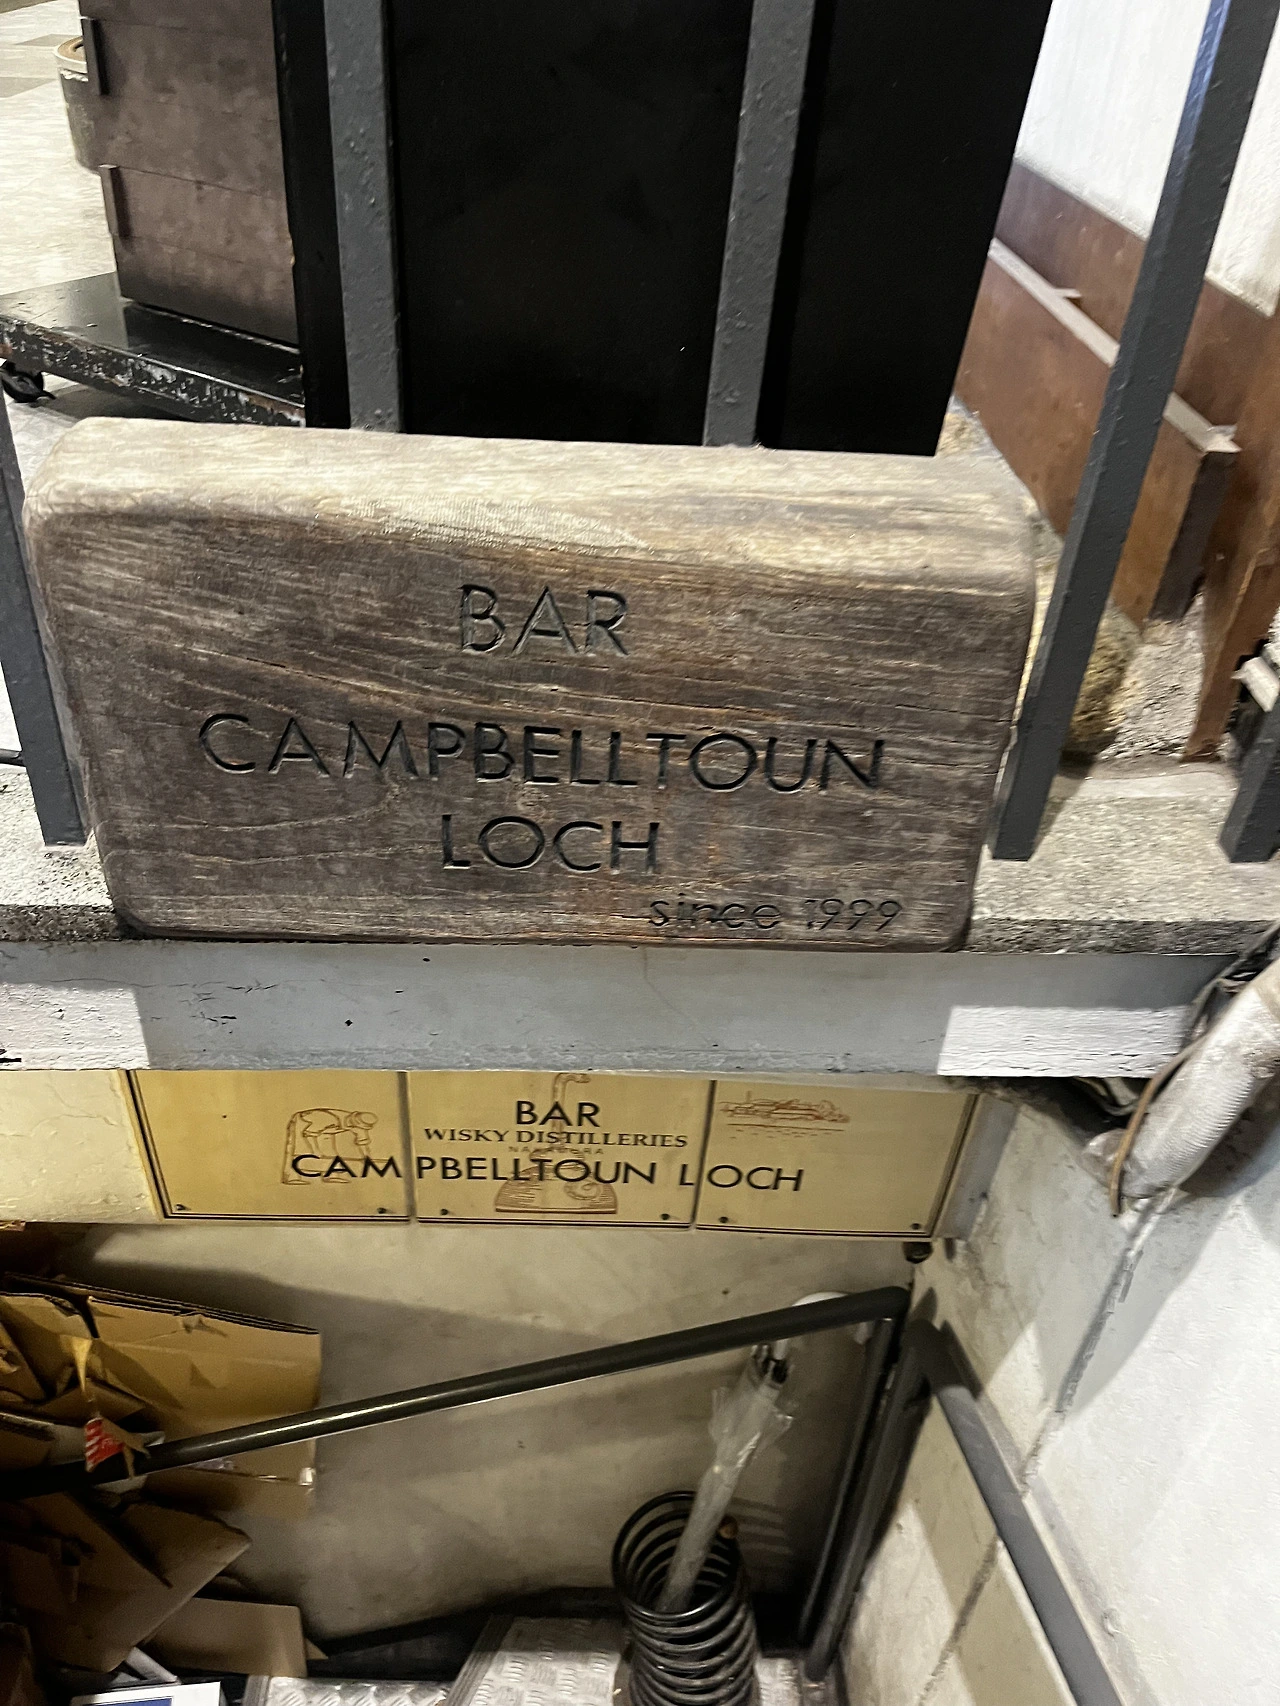 BAR
CAMPBELLTOUN
LOCH
since 1999
BAR
WISKY DISTILLERIES
CAMPBELLTOUN LOCH